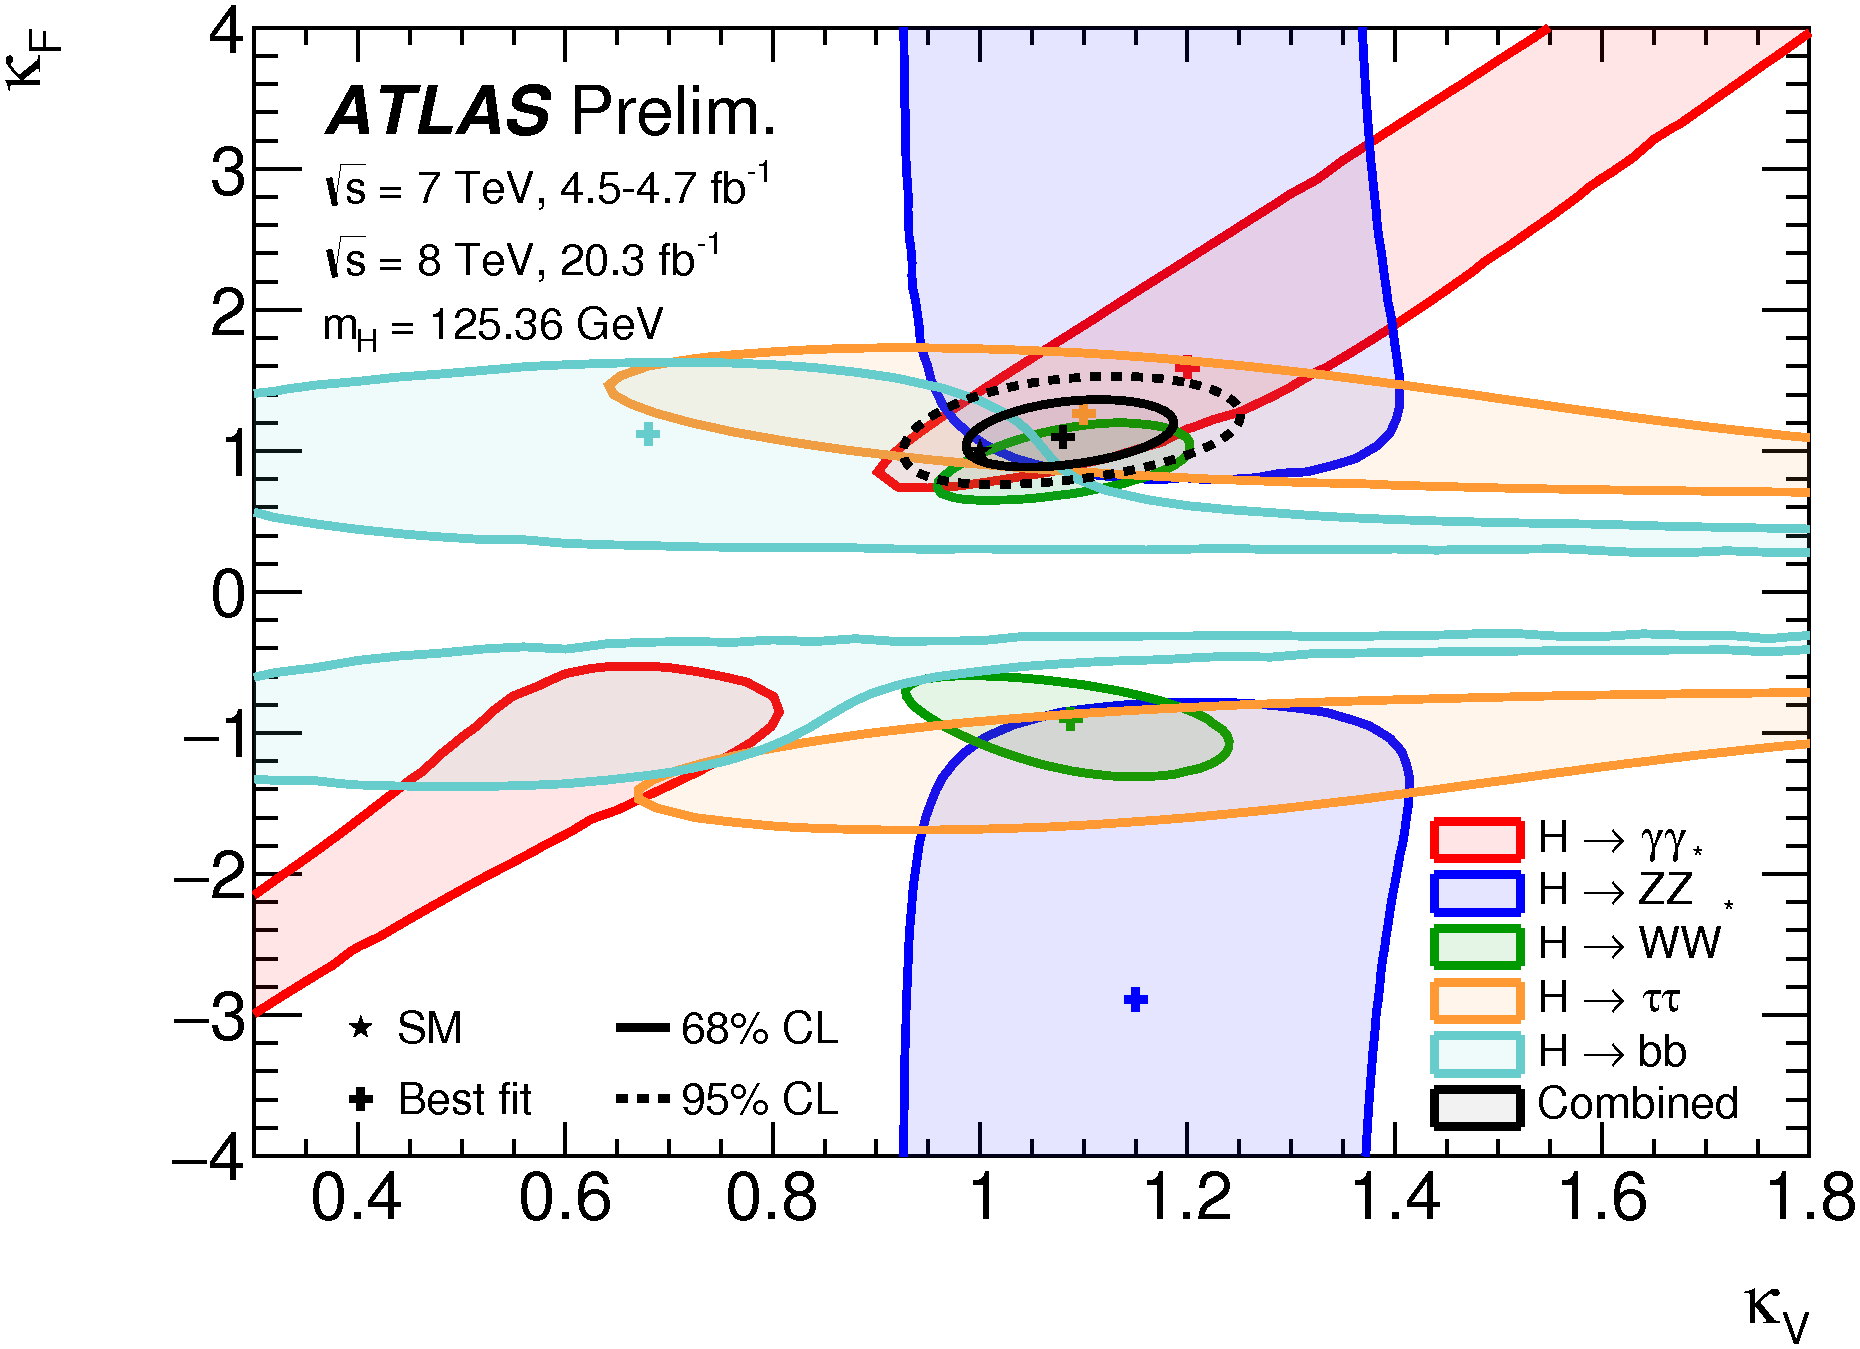 κF
4
3
2
1
0
−1
−2
−3
−4
ATLAS Prelim.
√s = 7 TeV, 4.5-4.7 fb-1
√s = 8 TeV, 20.3 fb-1
mH = 125.36 GeV
SM
68% CL
Best fit
95% CL
H → γγ
H → ZZ*
H → WW*
H → ττ
H → bb
Combined
0.4 0.6 0.8 1 1.2 1.4 1.6 1.8
κV